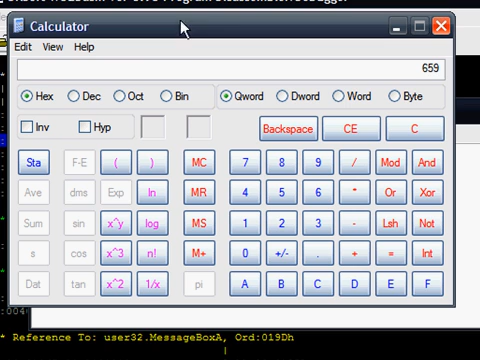 Calculator
Edit View Help
659
Hex Dec Oct Bin Qword Dword Word Byte
Inv Hyp Backspace CE C
Sta F-E ( ) MC 7 8 9 / Mod And
Ave dms Exp ln MR 4 5 6 * Or Xor
Sum sin x^y log MS 1 2 3 - Lsh Not
s cos x^3 n! M+ 0 +/- . + = Int
Dat tan x^2 1/x pi A B C D E F
* Reference To: user32.MessageBoxA, Ord:019Dh
|